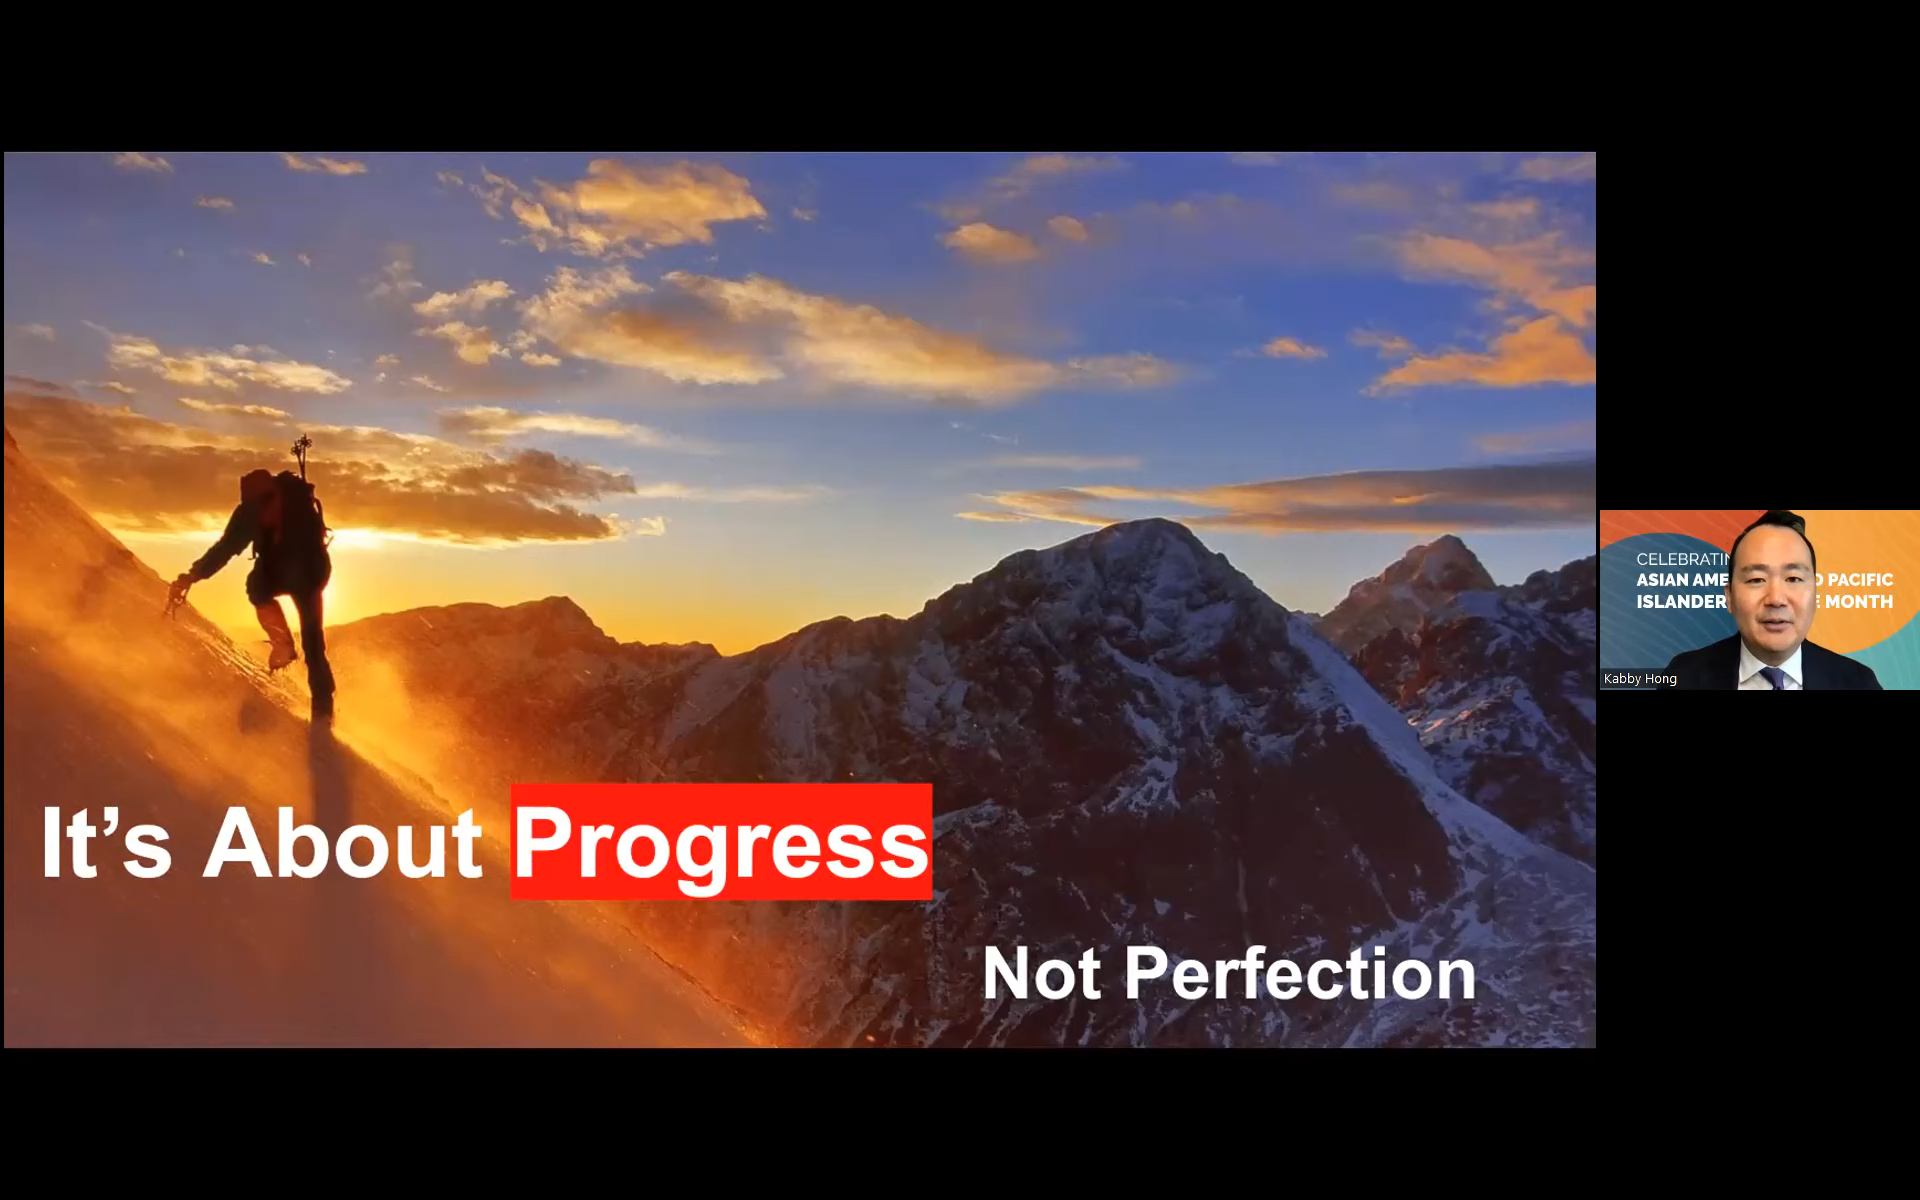 It's About Progress
Not Perfection
CELEBRATIN
ASIAN AME O PACIFIC
ISLANDER E MONTH
Kabby Hong